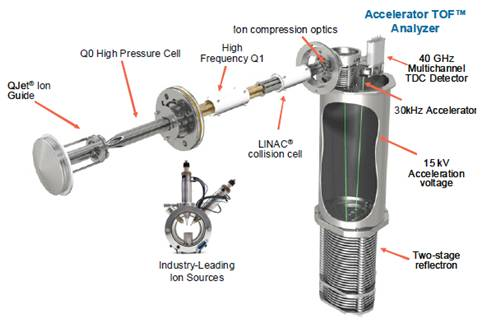 Accelerator TOF™
Analyzer
Ion compression optics
High
Frequency Q1
Q0 High Pressure Cell
QJet® Ion
Guide
40 GHz
Multichannel
TDC Detector
30kHz Accelerator
LINAC®
collision cell
15 kV
Acceleration
voltage
Industry-Leading
Ion Sources
Two-stage
reflectron